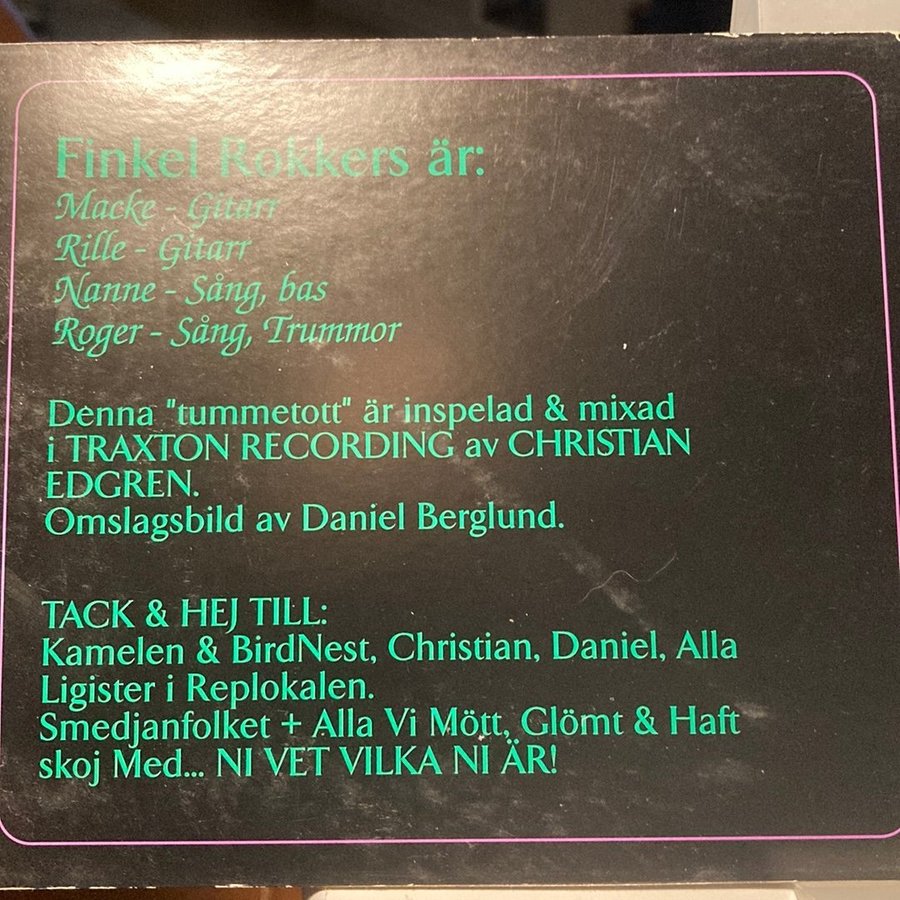 Finkel Rokkers är:
Macke - Gitarr
Rille - Gitarr
Nanne - Sång, bas
Roger - Sång, Trummor
Denna "tummetott" är inspelad & mixad
i TRAXTON RECORDING av CHRISTIAN
EDGREN.
Omslagsbild av Daniel Berglund.
TACK & HEJ TILL:
Kamelen & BirdNest, Christian, Daniel, Alla
Ligister i Replokalen.
Smedjanfolket + Alla Vi Mött, Glömt & Haft
skoj Med... NI VET VILKA NI ÄR!